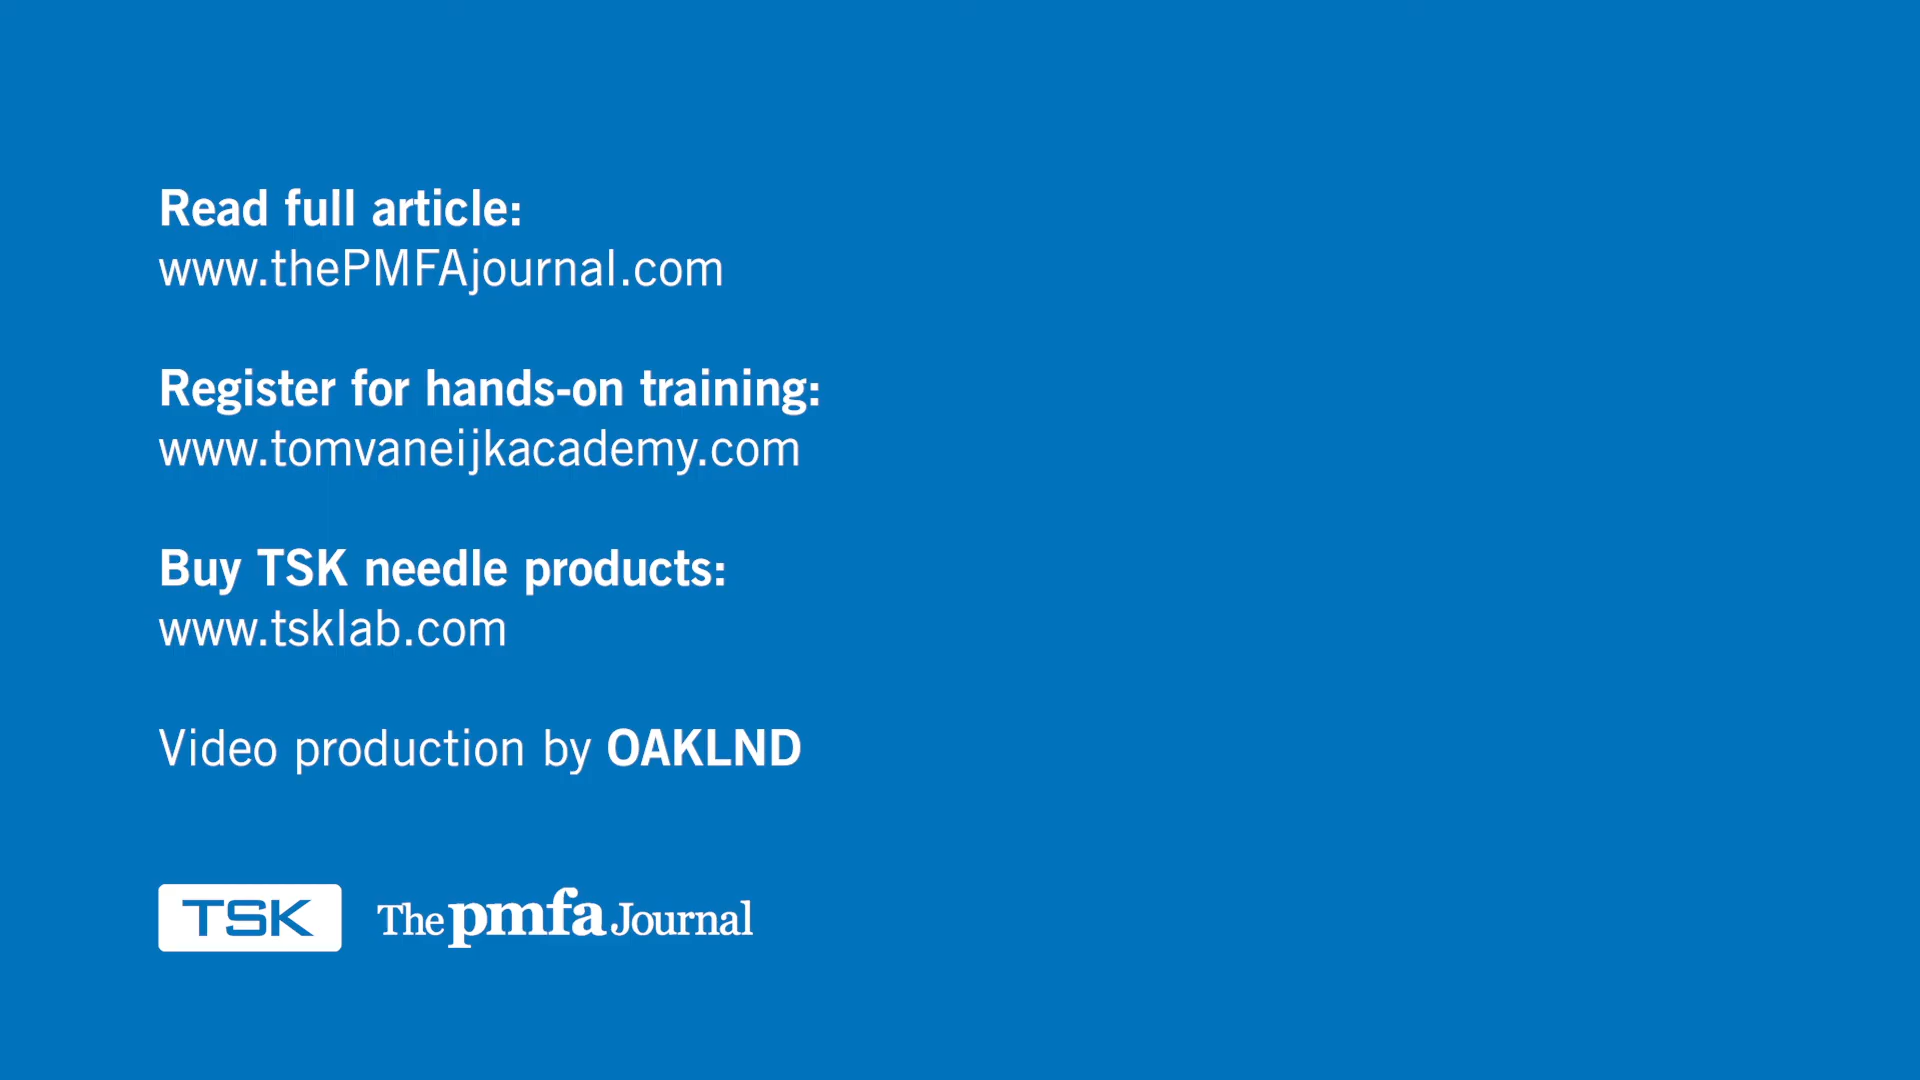 Read full article:
www.thePMFAjournal.com
Register for hands-on training:
www.tomvaneijkacademy.com
Buy TSK needle products:
www.tsklab.com
Video production by OAKLND
TSK The pmfa Journal